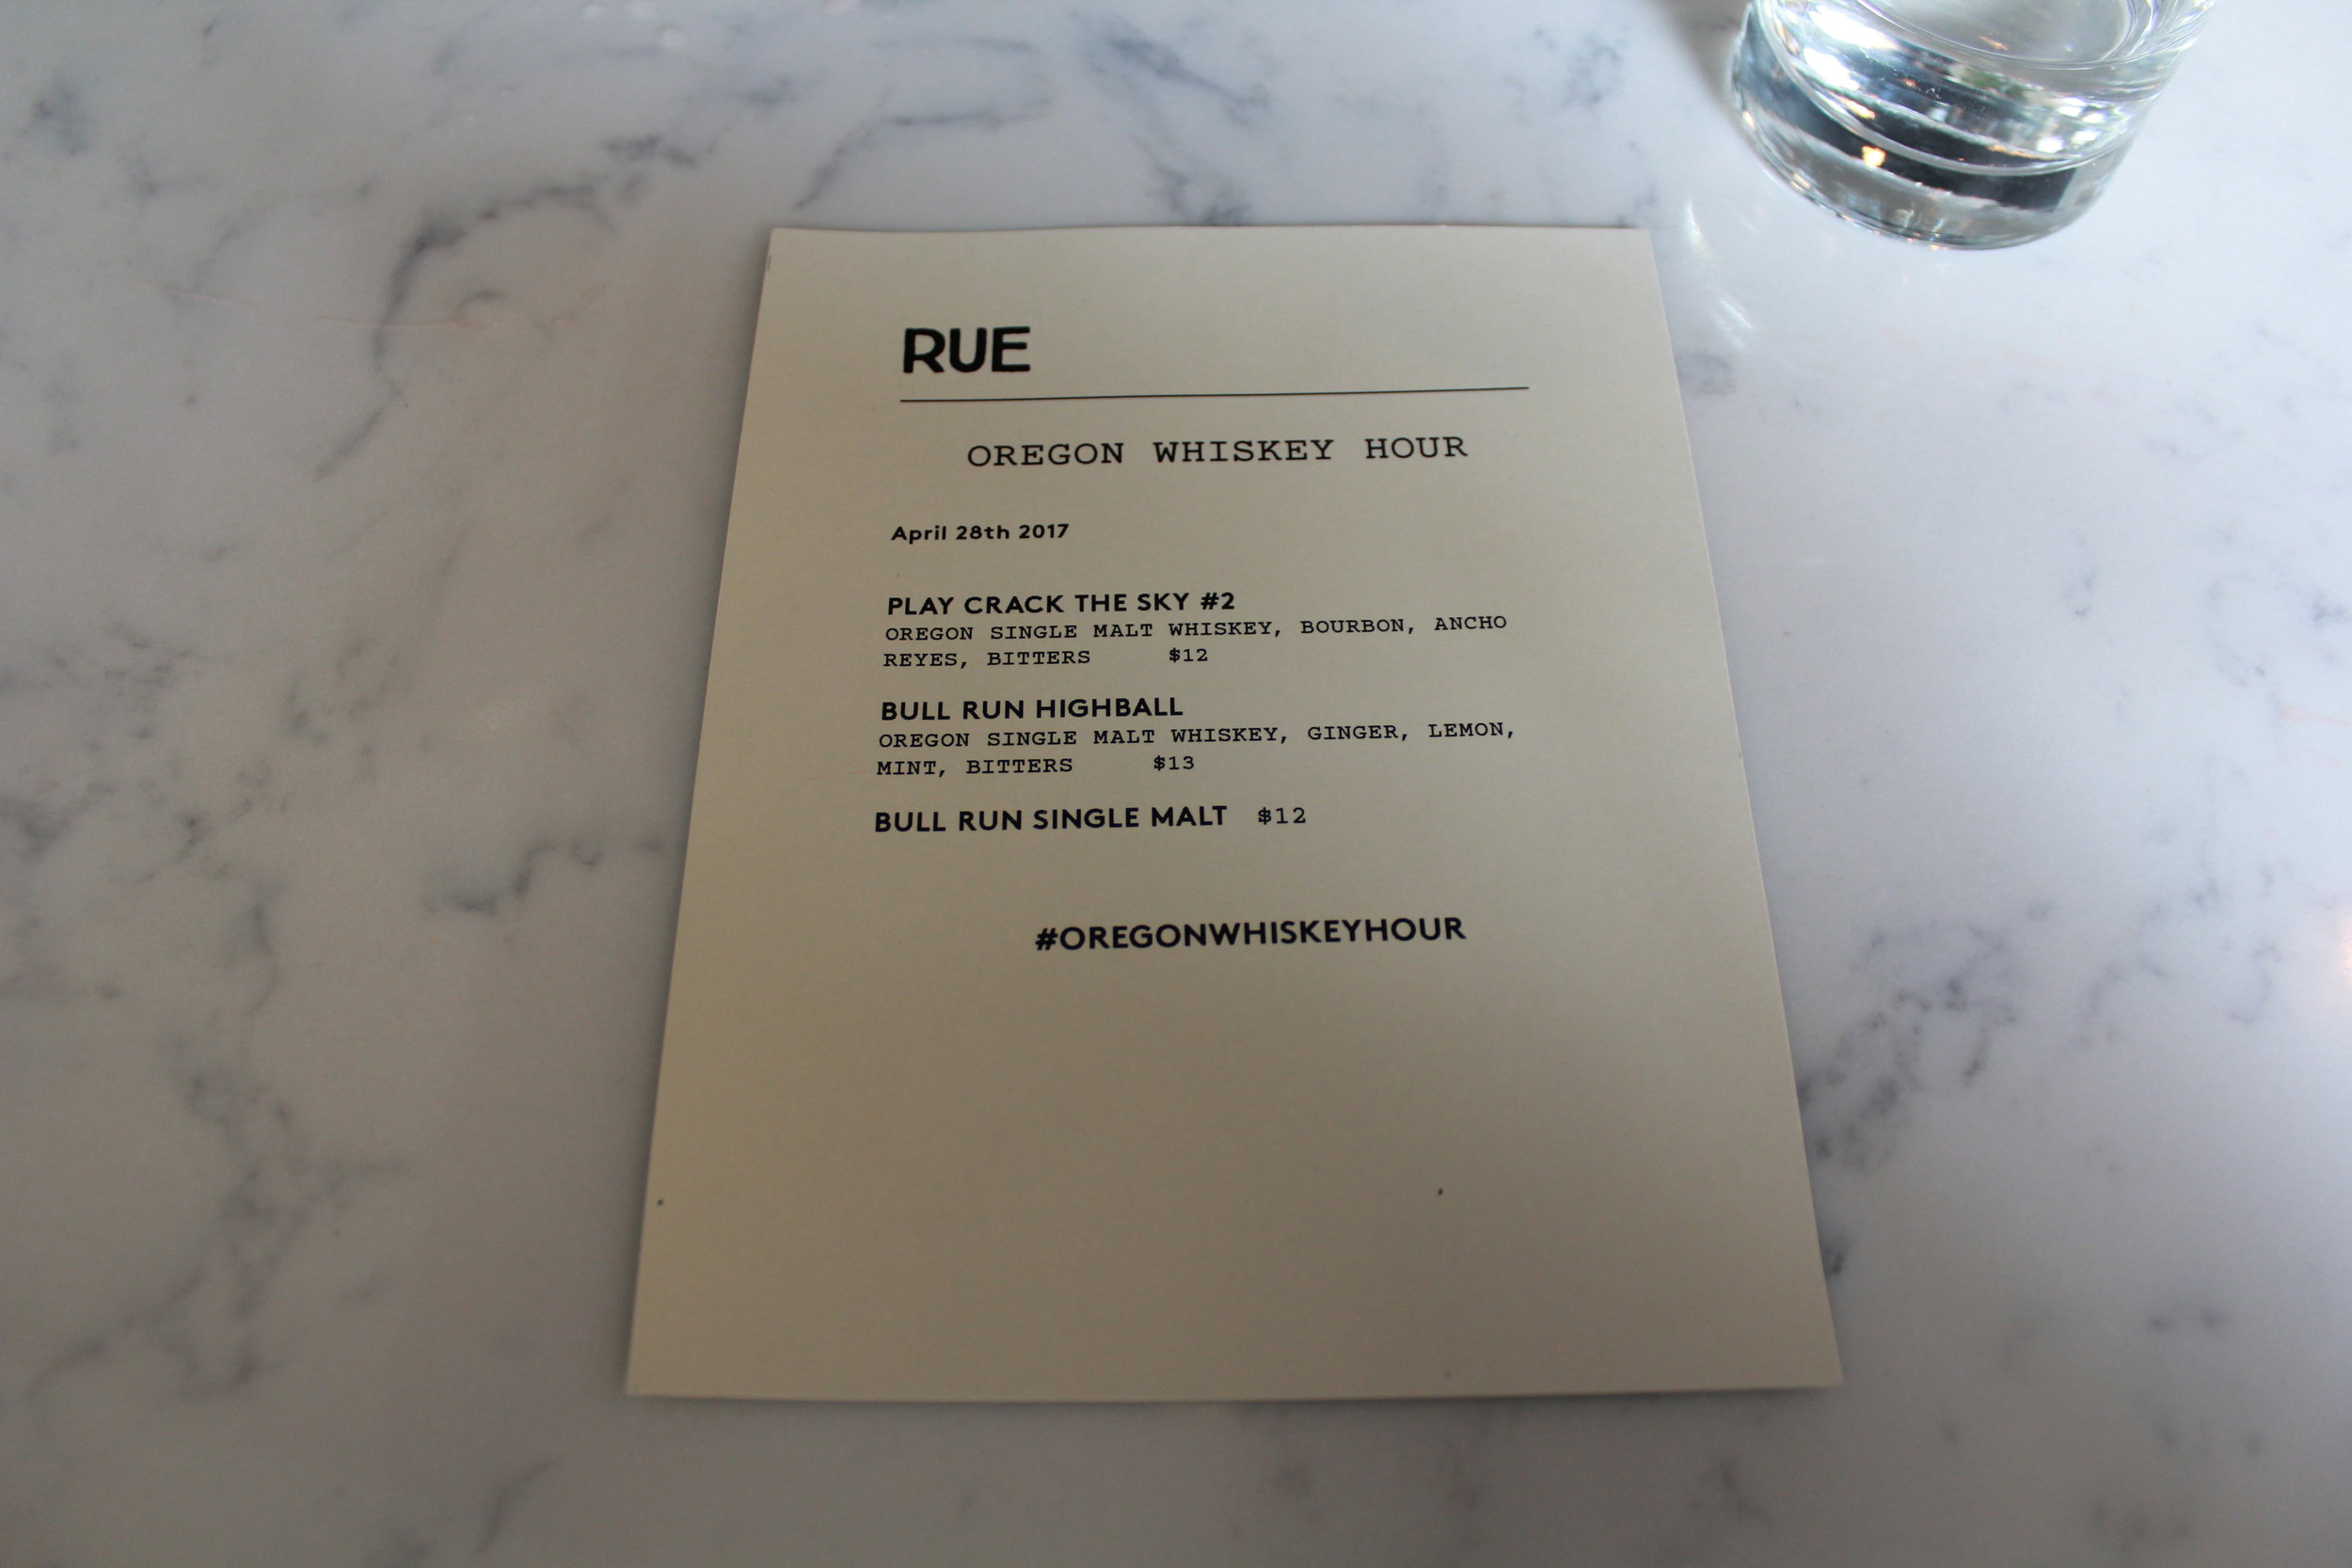 RUE
OREGON WHISKEY HOUR
April 28th 2017
PLAY CRACK THE SKY #2
OREGON SINGLE MALT WHISKEY, BOURBON, ANCHO
REYES, BITTERS $12
BULL RUN HIGHBALL
OREGON SINGLE MALT WHISKEY, GINGER, LEMON,
MINT, BITTERS $13
BULL RUN SINGLE MALT $12
#OREGONWHISKEYHOUR